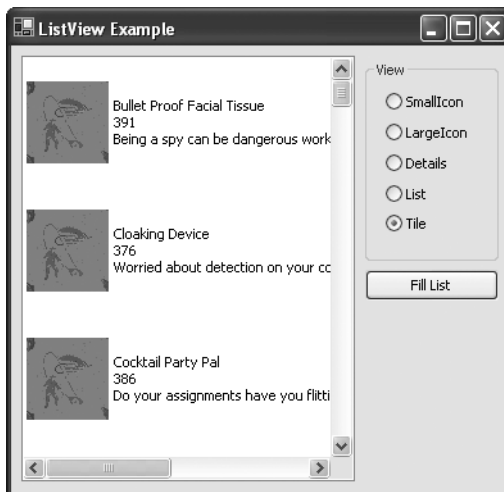 ListView Example
Bullet Proof Facial Tissue
391
Being a spy can be dangerous work
Cloaking Device
376
Worried about detection on your
Cocktail Party Pal
386
Do your assignments have you
View
SmallIcon
LargeIcon
Details
List
Tile
Fill List